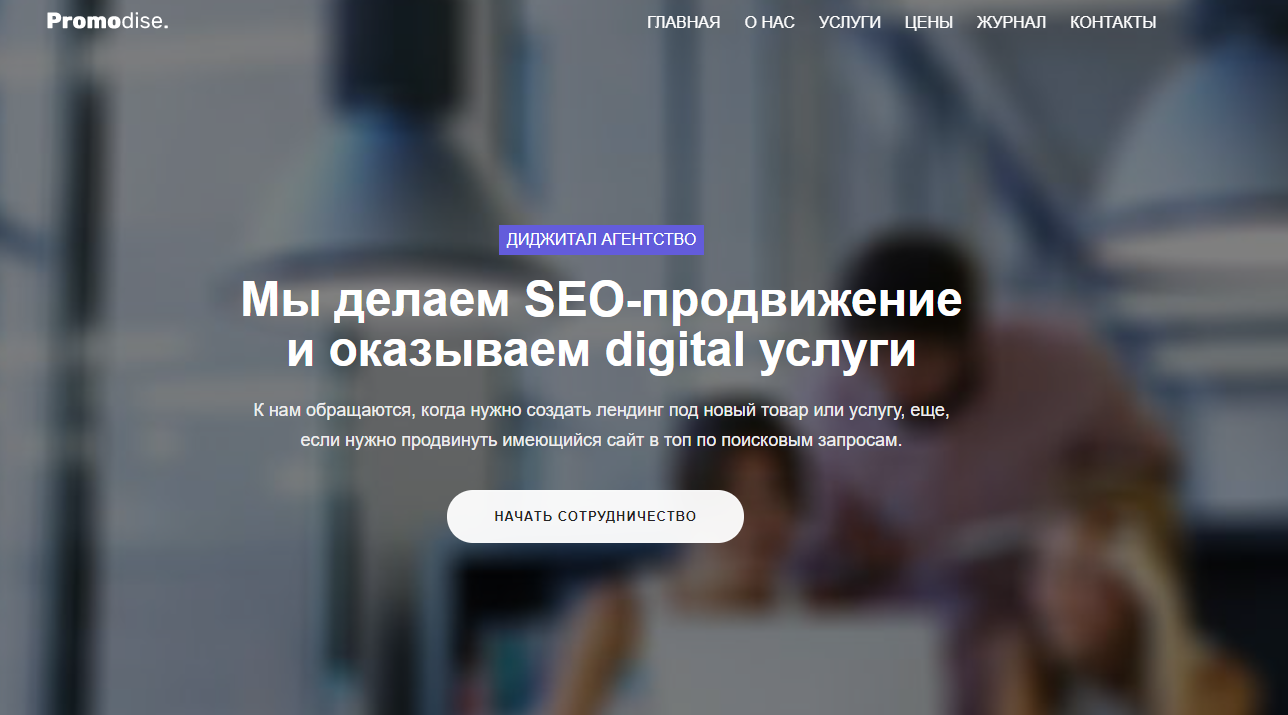 Promodise.
ГЛАВНАЯ О НАС УСЛУГИ ЦЕНЫ ЖУРНАЛ КОНТАКТЫ
ДИДЖИТАЛ АГЕНТСТВО
Мы делаем SEO-продвижение
и оказываем digital услуги
К нам обращаются, когда нужно создать лендинг под новый товар или услугу, еще,
если нужно продвинуть имеющийся сайт в топ по поисковым запросам.
НАЧАТЬ СОТРУДНИЧЕСТВО